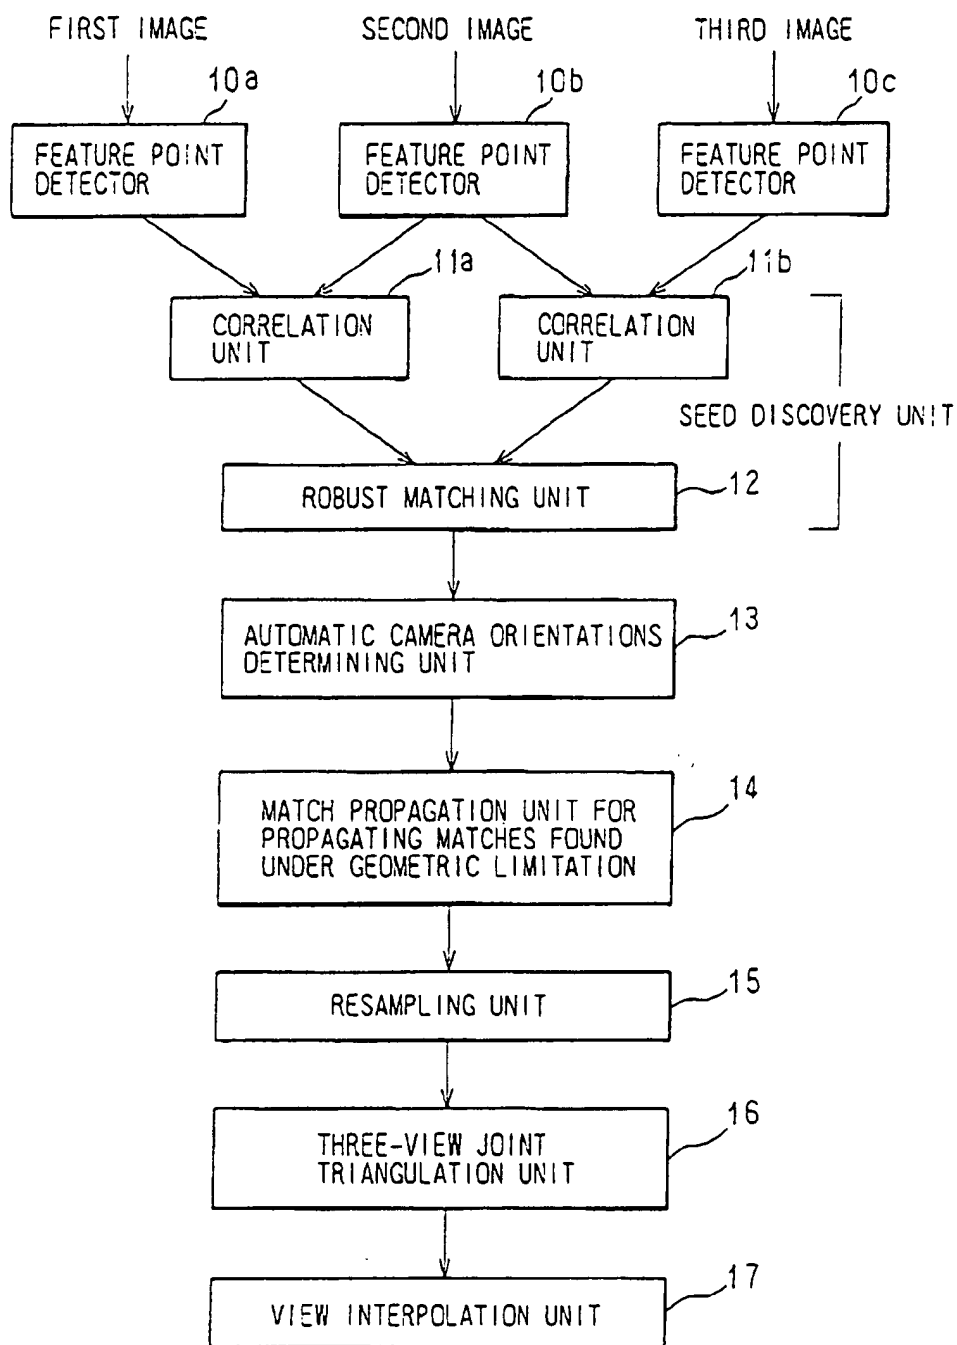 FIRST IMAGE
SECOND IMAGE
THIRD IMAGE
10a
10b
10c
FEATURE POINT
DETECTOR
FEATURE POINT
DETECTOR
FEATURE POINT
DETECTOR
11a
11b
CORRELATION
UNIT
CORRELATION
UNIT
SEED DISCOVERY UNIT
ROBUST MATCHING UNIT
12
AUTOMATIC CAMERA ORIENTATIONS
DETERMINING UNIT
13
MATCH PROPAGATION UNIT FOR
PROPAGATING MATCHES FOUND
UNDER GEOMETRIC LIMITATION
14
RESAMPLING UNIT
15
THREE-VIEW JOINT
TRIANGULATION UNIT
16
VIEW INTERPOLATION UNIT
17